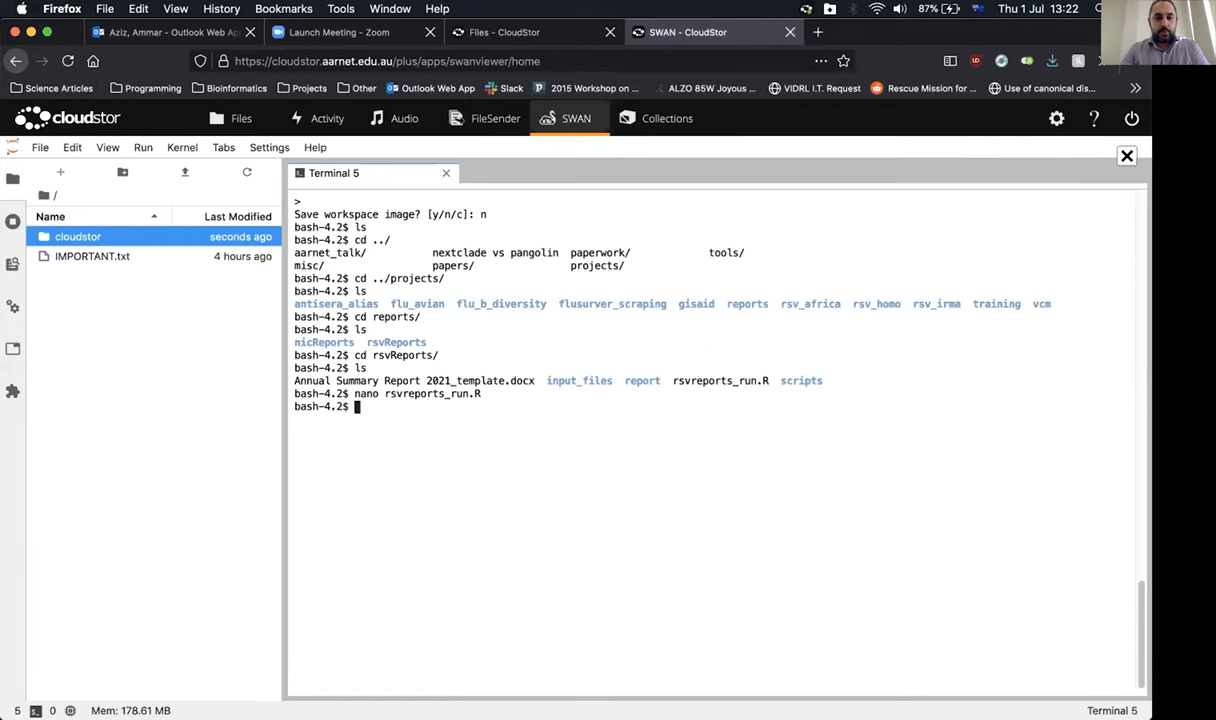 Firefox File Edit View History Bookmarks Tools Window Help 87% Thu 1 Jul 13:22
Aziz, Ammar - Outlook Web Ap Launch Meeting - Zoom Files - CloudStor SWAN - CloudStor
https://cloudstor.aarnet.edu.au/plus/apps/swanviewer/home
Science Articles Programming Bioinformatics Projects Other Outlook Web App Slack 2015 Workshop on ... ALZO 85W Joyous ... VIDRL I.T. Request Rescue Mission for ... Use of canonical dis...
cloudstor Files Activity Audio FileSender SWAN Collections
File Edit View Run Kernel Tabs Settings Help
Terminal 5
/
Name Last Modified
cloudstor seconds ago
IMPORTANT.txt 4 hours ago
>
Save workspace image? [y/n/c]: n
bash-4.2$ ls
bash-4.2$ cd ../
aarnet_talk/ nextclade vs pangolin paperwork/ tools/
misc/ papers/ projects/
bash-4.2$ cd ../projects/
bash-4.2$ ls
antisera_alias flu_avian flu_b_diversity flusurver_scraping gisaid reports rsv_africa rsv_homo rsv_irma training vcm
bash-4.2$ cd reports/
bash-4.2$ ls
nicReports rsvReports
bash-4.2$ cd rsvReports/
bash-4.2$ ls
Annual Summary Report 2021_template.docx input_files report rsvreports_run.R scripts
bash-4.2$ nano rsvreports_run.R
bash-4.2$
5 0 Mem: 178.61 MB Terminal 5